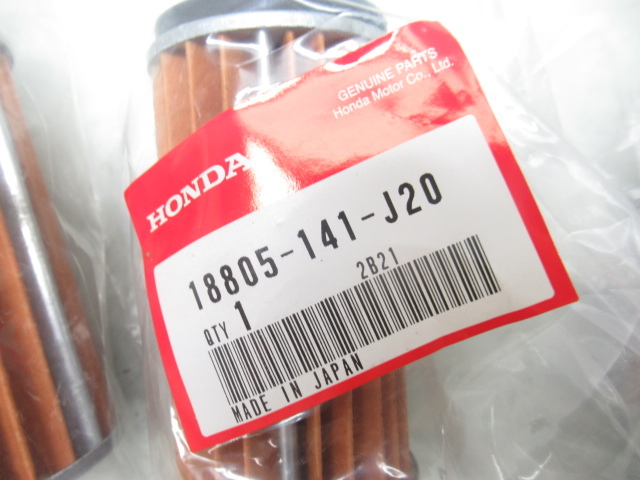 GENUINE PARTS
Honda Motor Co., Ltd.
HONDA
18805-141-J20
2B21
QTY 1
MADE IN JAPAN